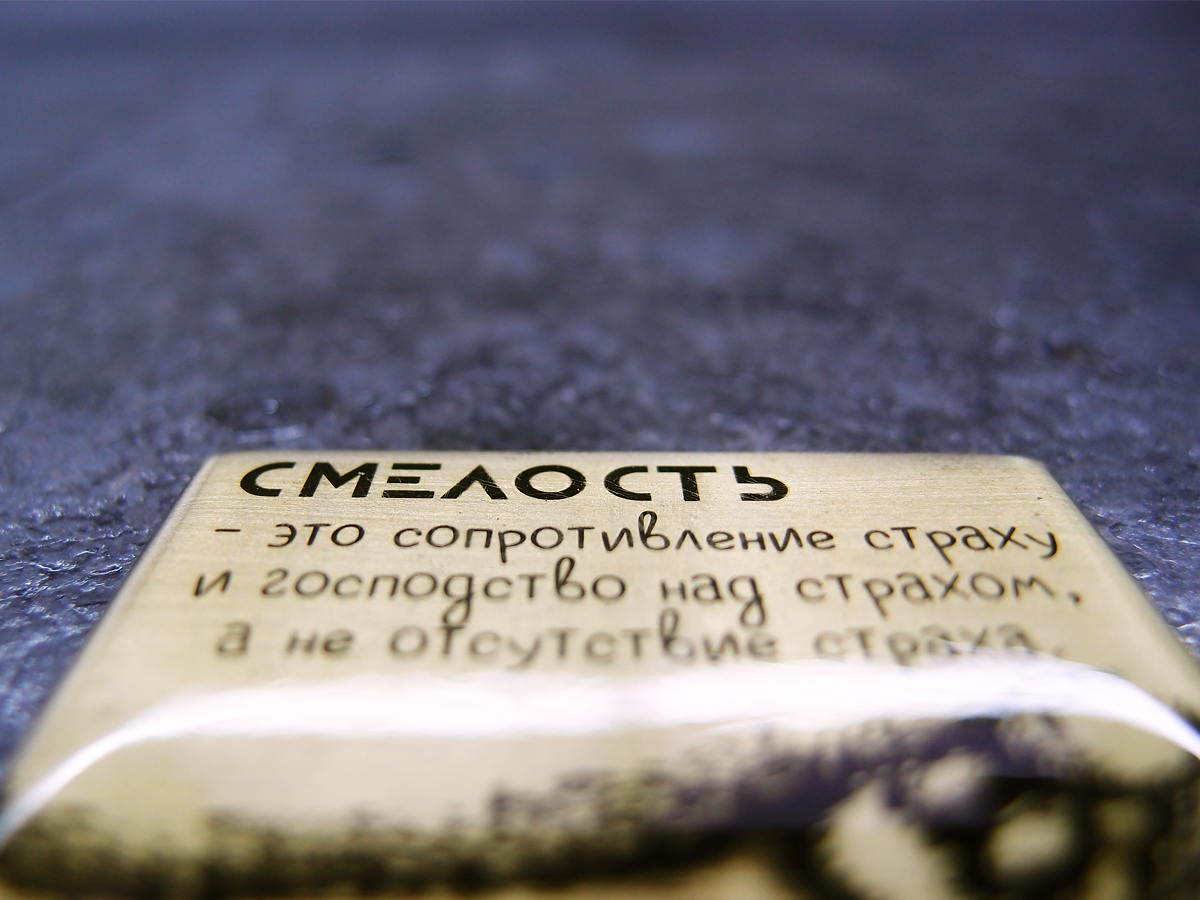 СМЕЛОСТЬ
- это сопротивление страху
и господство над страхом,
а не отсутствие страха.